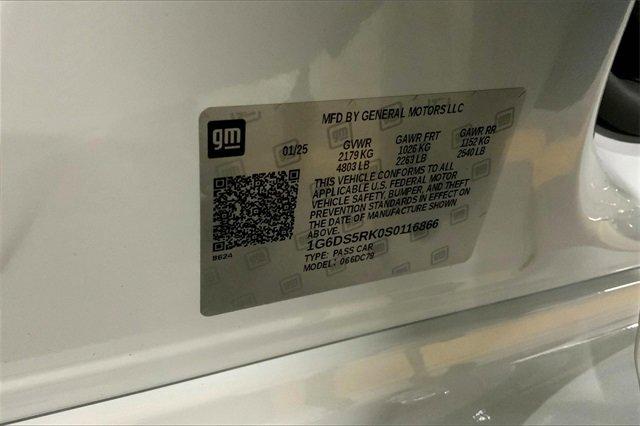 gm
MFD BY GENERAL MOTORS LLC
01/25 GVWR GAWR FRT GAWR RR
2179 KG 1026 KG 1152 KG
4803 LB 2263 LB 2540 LB
THIS VEHICLE CONFORMS TO ALL
APPLICABLE U.S. FEDERAL MOTOR
VEHICLE SAFETY, BUMPER, AND THEFT
PREVENTION STANDARDS IN EFFECT ON
THE DATE OF MANUFACTURE SHOWN
ABOVE.
1G6DS5RK0S0116866
TYPE: PASS CAR
MODEL: 066DC79
8624